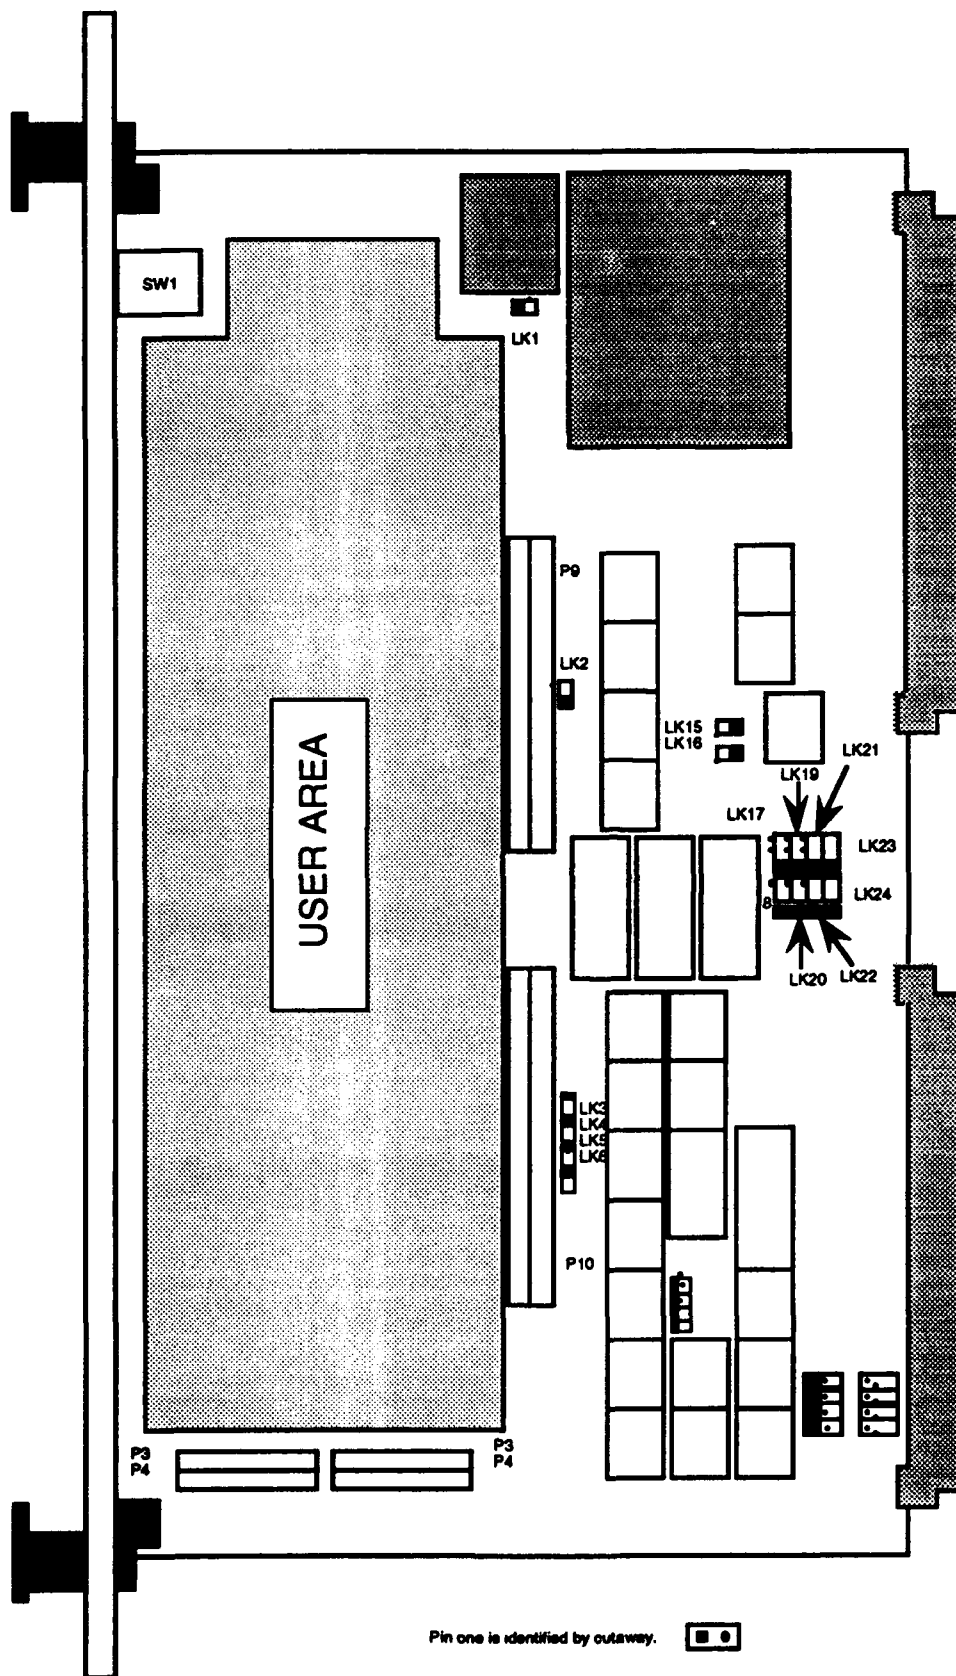 SW1
LK1
P9
LK2
USER AREA
LK15
LK16
LK21
LK19
LK17
LK23
LK24
8
LK20
LK22
LK3
LK4
LK5
LK6
P10
P3
P4
P3
P4
Pin one is identified by cutaway.